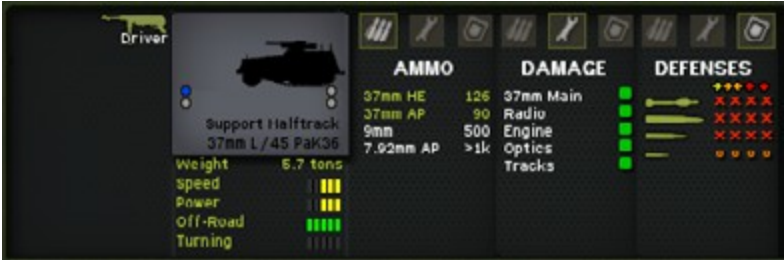 Driver
Support Halftrack
37mm L/45 PaK36
Weight 5.7 tons
Speed
Power
Off-Road
Turning
AMMO
37mm HE 126
37mm AP 90
9mm 500
7.92mm AP >1k
DAMAGE
37mm Main
Radio
Engine
Optics
Tracks
DEFENSES